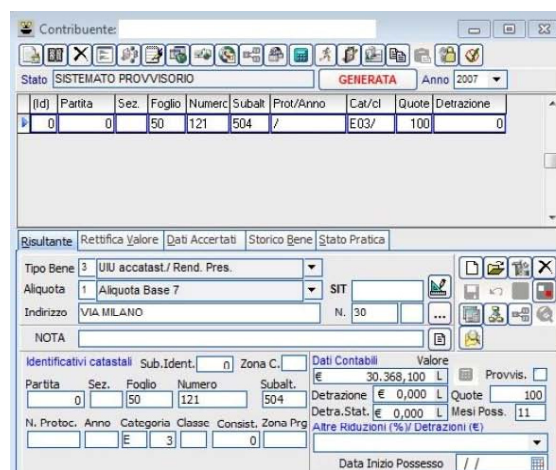 Contribuente:
Stato SISTEMATO PROVVISORIO GENERATA Anno 2007
(Id) Partita Sez. Foglio Numerc Subalt Prot/Anno Cat/cl Quote Detrazione
0 0 50 121 504 / E03/ 100 0
Risultante Rettifica Valore Dati Accertati Storico Bene Stato Pratica
Tipo Bene 3 UIU accatast./ Rend. Pres.
Aliquota 1 Aliquota Base 7 SIT
Indirizzo VIA MILANO N. 30 ...
NOTA
Identificativi catastali Sub.Ident. 0 Zona C. Dati Contabili Valore
€ 30.368,100 L Provvis.
Partita Sez. Foglio Numero Subalt.
0 50 121 504
Detrazione € 0,000 L Quote 100
Detra.Stat. € 0,000 L Mesi Poss. 11
N. Protoc. Anno Categoria Classe Consist. Zona Prg
E 3 0
Altre Riduzioni (%)/ Detrazioni (€)
Data Inizio Possesso / /